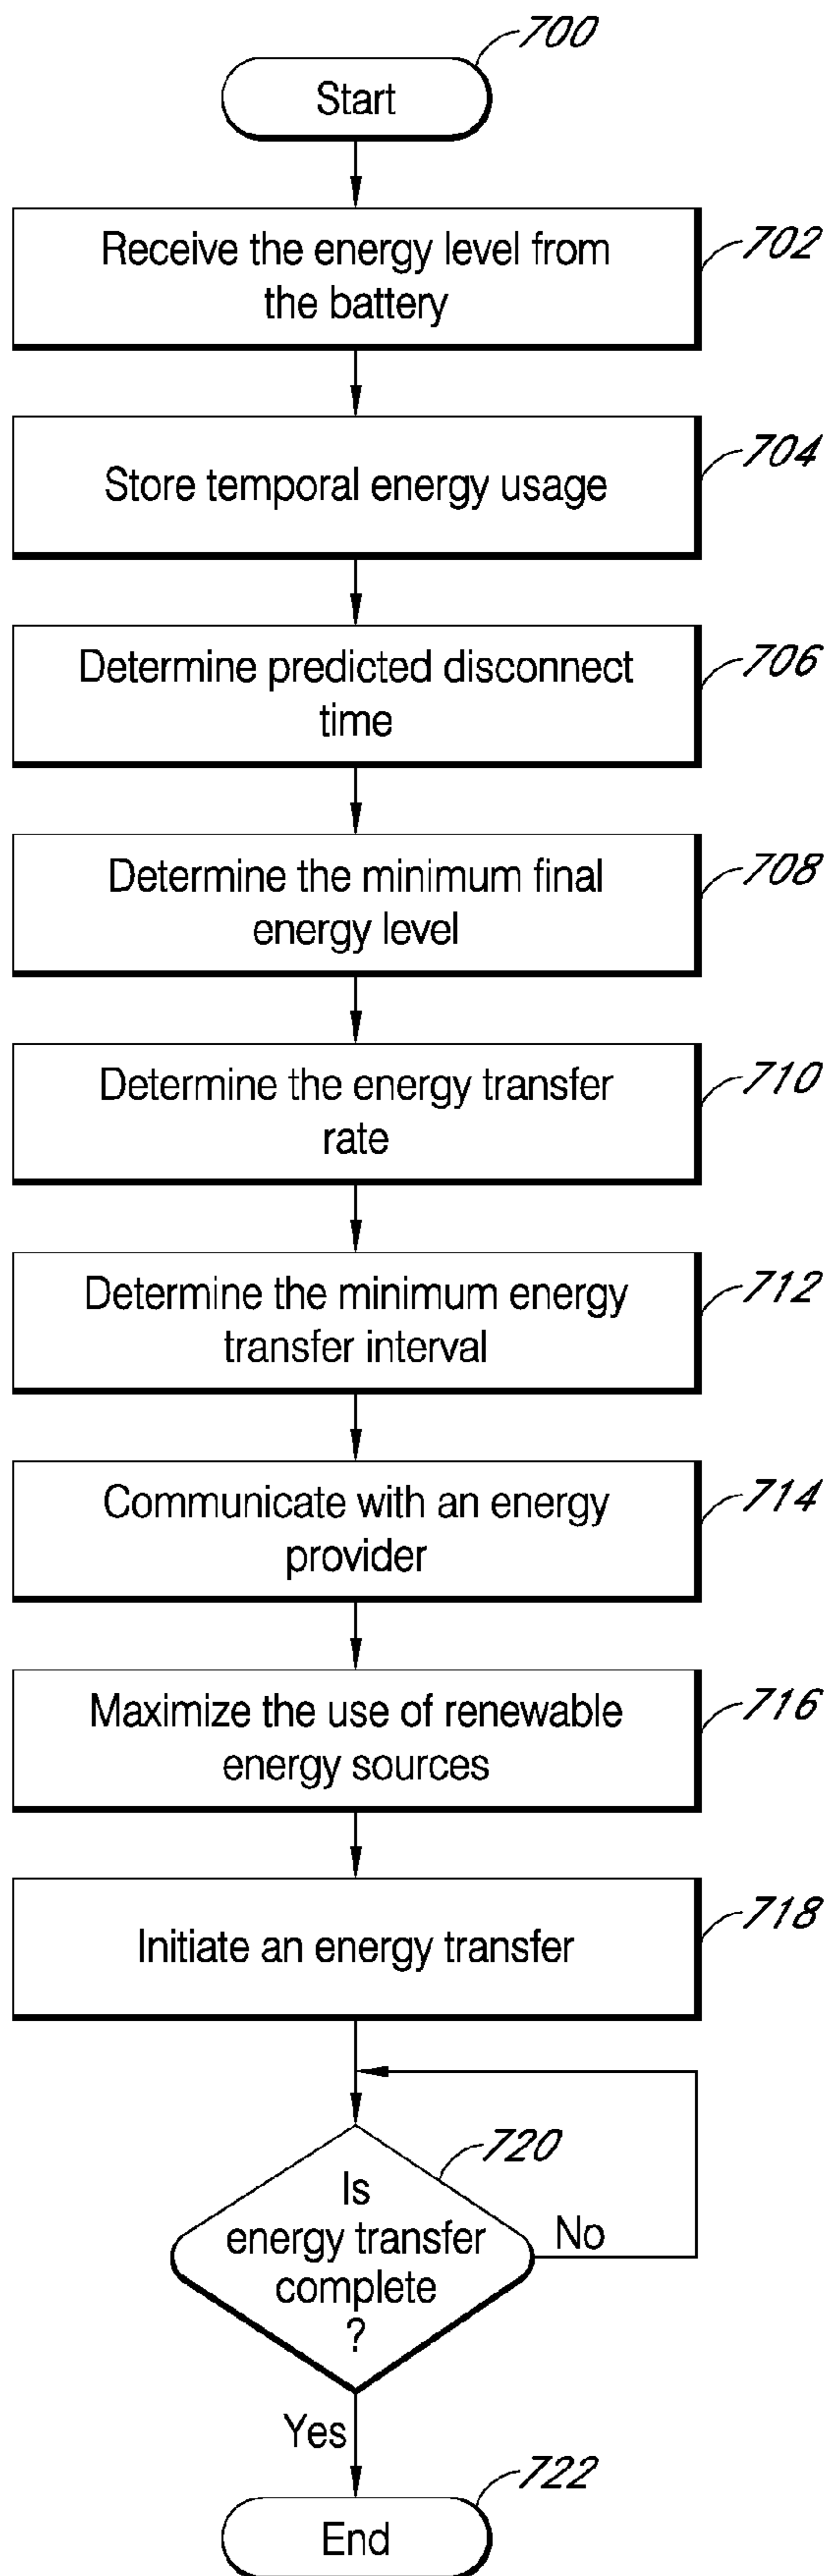 700
Start
Receive the energy level from
the battery
702
Store temporal energy usage
704
Determine predicted disconnect
time
706
Determine the minimum final
energy level
708
Determine the energy transfer
rate
710
Determine the minimum energy
transfer interval
712
Communicate with an energy
provider
714
Maximize the use of renewable
energy sources
716
Initiate an energy transfer
718
720
Is
energy transfer
complete
?
No
Yes
722
End